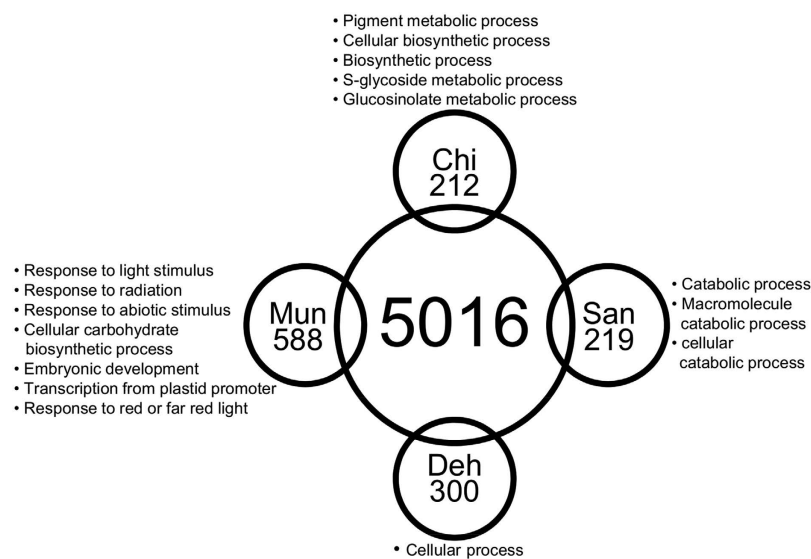 • Pigment metabolic process
• Cellular biosynthetic process
• Biosynthetic process
• S-glycoside metabolic process
• Glucosinolate metabolic process
Chi
212
• Response to light stimulus
• Response to radiation
• Response to abiotic stimulus
• Cellular carbohydrate
biosynthetic process
• Embryonic development
• Transcription from plastid promoter
• Response to red or far red light
Mun
588
5016
San
219
• Catabolic process
• Macromolecule
catabolic process
• cellular
catabolic process
Deh
300
• Cellular process